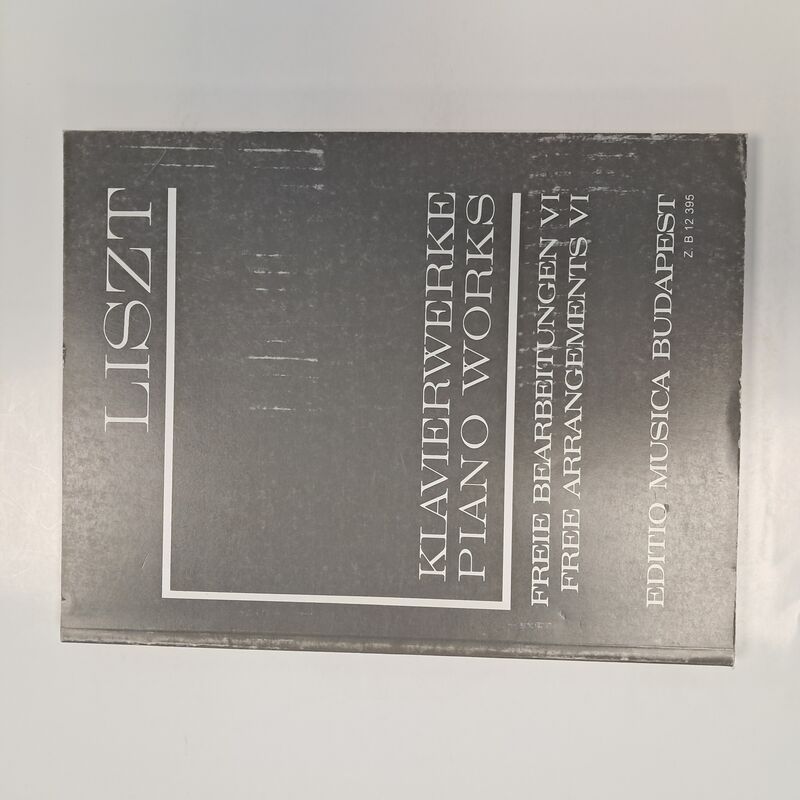 LISZT
KLAVIERWERKE
PIANO WORKS
FREIE BEARBEITUNGEN VI
FREE ARRANGEMENTS VI
EDITIO MUSICA BUDAPEST
Z. B 12 395